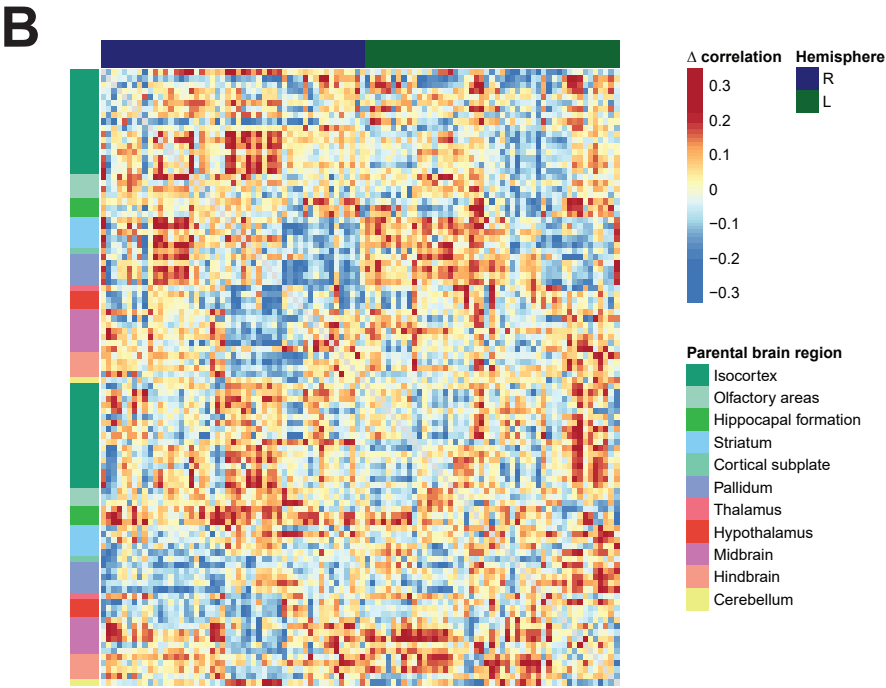 B
Δ correlation
0.3
0.2
0.1
0
−0.1
−0.2
−0.3
Hemisphere
R
L
Parental brain region
Isocortex
Olfactory areas
Hippocapal formation
Striatum
Cortical subplate
Pallidum
Thalamus
Hypothalamus
Midbrain
Hindbrain
Cerebellum